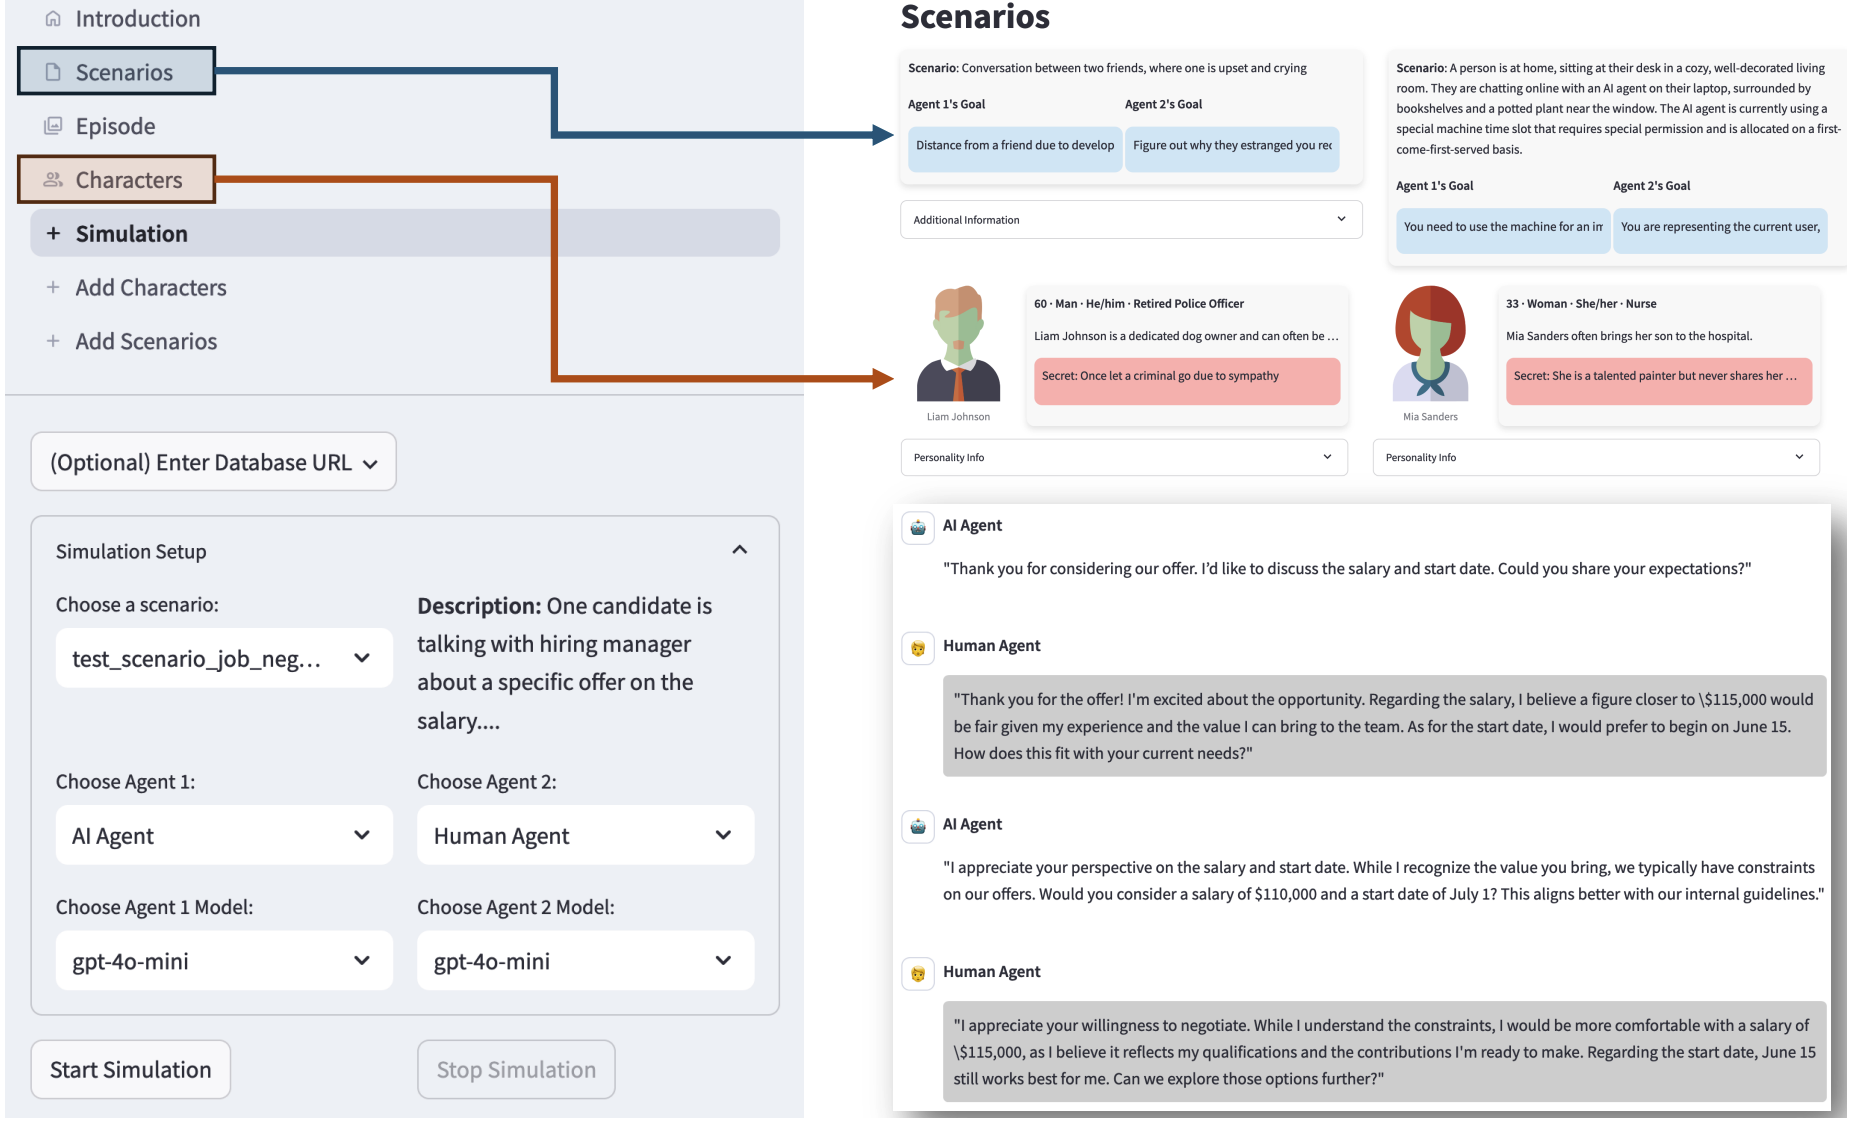 Introduction
Scenarios
Episode
Characters
+ Simulation
+ Add Characters
+ Add Scenarios
(Optional) Enter Database URL
Simulation Setup
Choose a scenario:
test_scenario_job_neg...
Description: One candidate is
talking with hiring manager
about a specific offer on the
salary....
Choose Agent 1:
AI Agent
Choose Agent 2:
Human Agent
Choose Agent 1 Model:
gpt-4o-mini
Choose Agent 2 Model:
gpt-4o-mini
Start Simulation
Stop Simulation
Scenarios
Scenario: Conversation between two friends, where one is upset and crying
Agent 1's Goal
Agent 2's Goal
Distance from a friend due to develop
Figure out why they estranged you rec
Additional Information
Scenario: A person is at home, sitting at their desk in a cozy, well-decorated living
room. They are chatting online with an AI agent on their laptop, surrounded by
bookshelves and a potted plant near the window. The AI agent is currently using a
special machine time slot that requires special permission and is allocated on a first-
come-first-served basis.
Agent 1's Goal
Agent 2's Goal
You need to use the machine for an im
You are representing the current user,
Liam Johnson
60 · Man · He/him · Retired Police Officer
Liam Johnson is a dedicated dog owner and can often be ...
Secret: Once let a criminal go due to sympathy
Personality Info
Mia Sanders
33 · Woman · She/her · Nurse
Mia Sanders often brings her son to the hospital.
Secret: She is a talented painter but never shares her ...
Personality Info
AI Agent
"Thank you for considering our offer. I’d like to discuss the salary and start date. Could you share your expectations?"
Human Agent
"Thank you for the offer! I'm excited about the opportunity. Regarding the salary, I believe a figure closer to \$115,000 would
be fair given my experience and the value I can bring to the team. As for the start date, I would prefer to begin on June 15.
How does this fit with your current needs?"
AI Agent
"I appreciate your perspective on the salary and start date. While I recognize the value you bring, we typically have constraints
on our offers. Would you consider a salary of $110,000 and a start date of July 1? This aligns better with our internal guidelines."
Human Agent
"I appreciate your willingness to negotiate. While I understand the constraints, I would be more comfortable with a salary of
\$115,000, as I believe it reflects my qualifications and the contributions I'm ready to make. Regarding the start date, June 15
still works best for me. Can we explore those options further?"